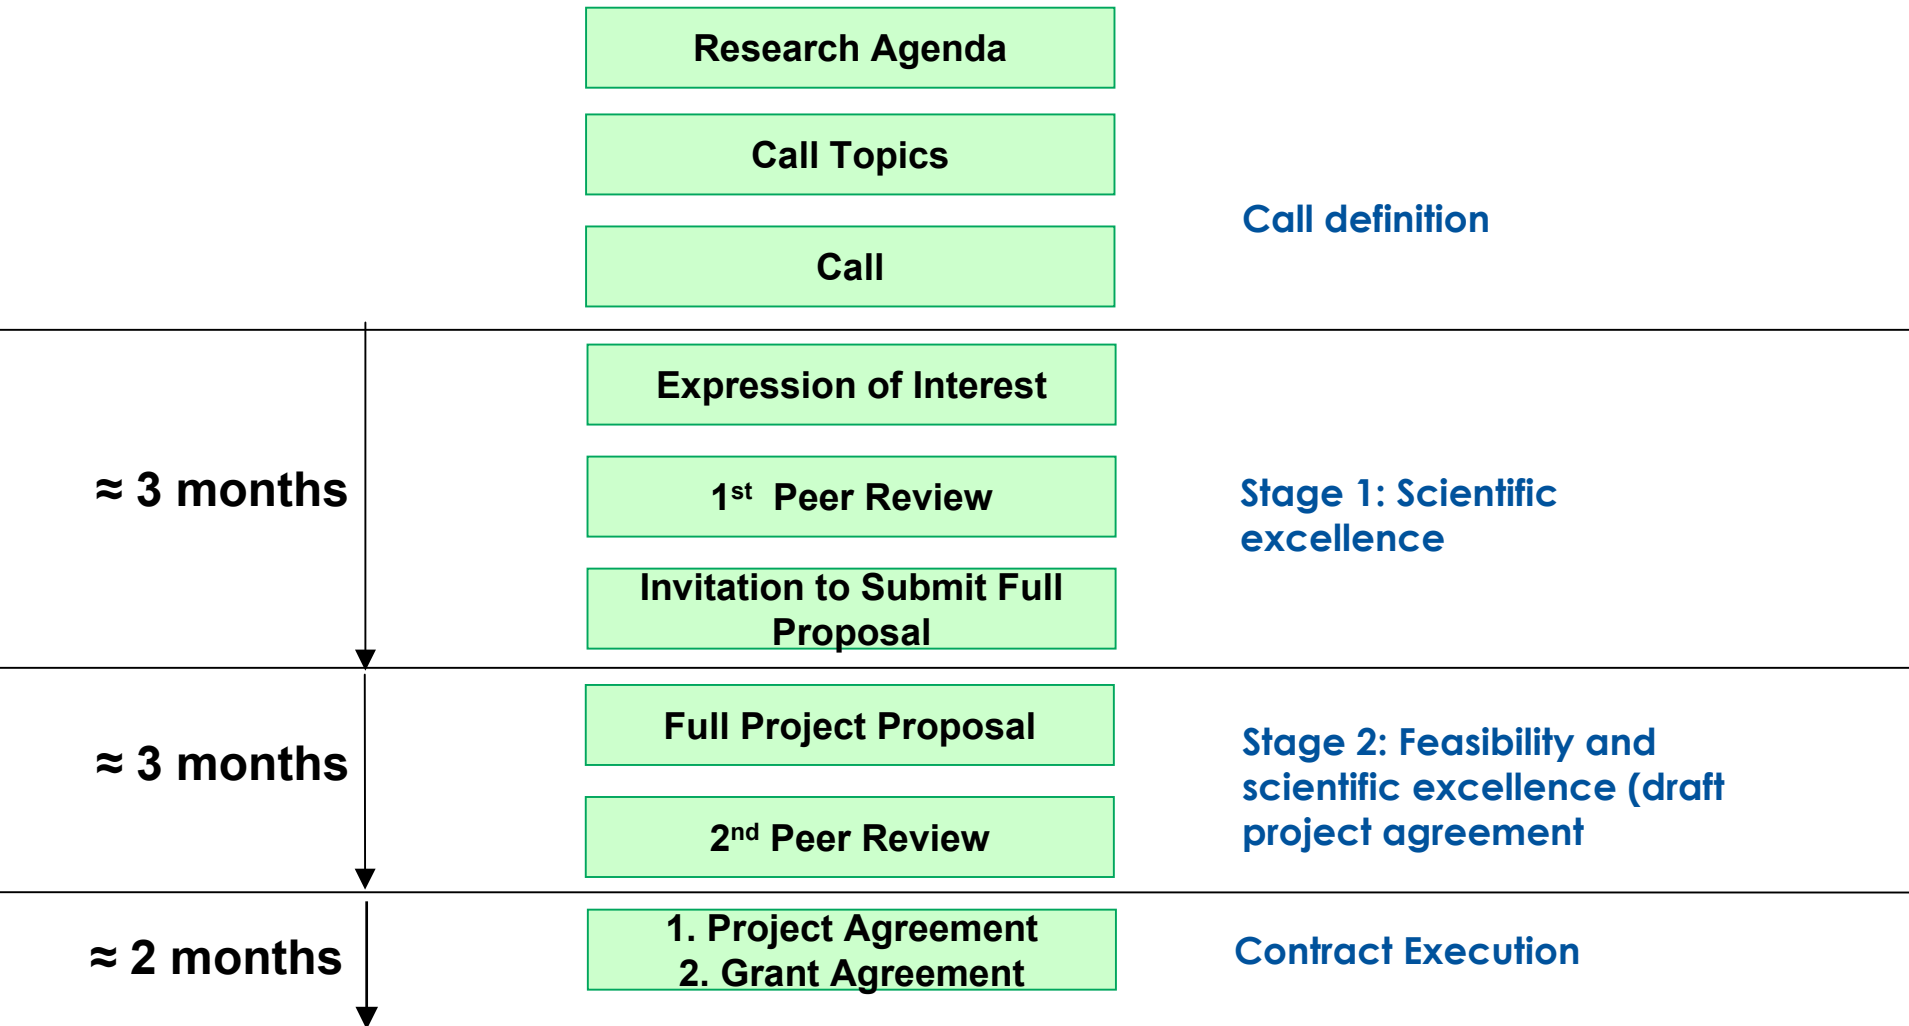 Research Agenda
Call Topics
Call definition
Call
Expression of Interest
≈ 3 months
1st Peer Review
Stage 1: Scientific
excellence
Invitation to Submit Full
Proposal
Full Project Proposal
≈ 3 months
Stage 2: Feasibility and
scientific excellence (draft
project agreement
2nd Peer Review
≈ 2 months
1. Project Agreement
2. Grant Agreement
Contract Execution